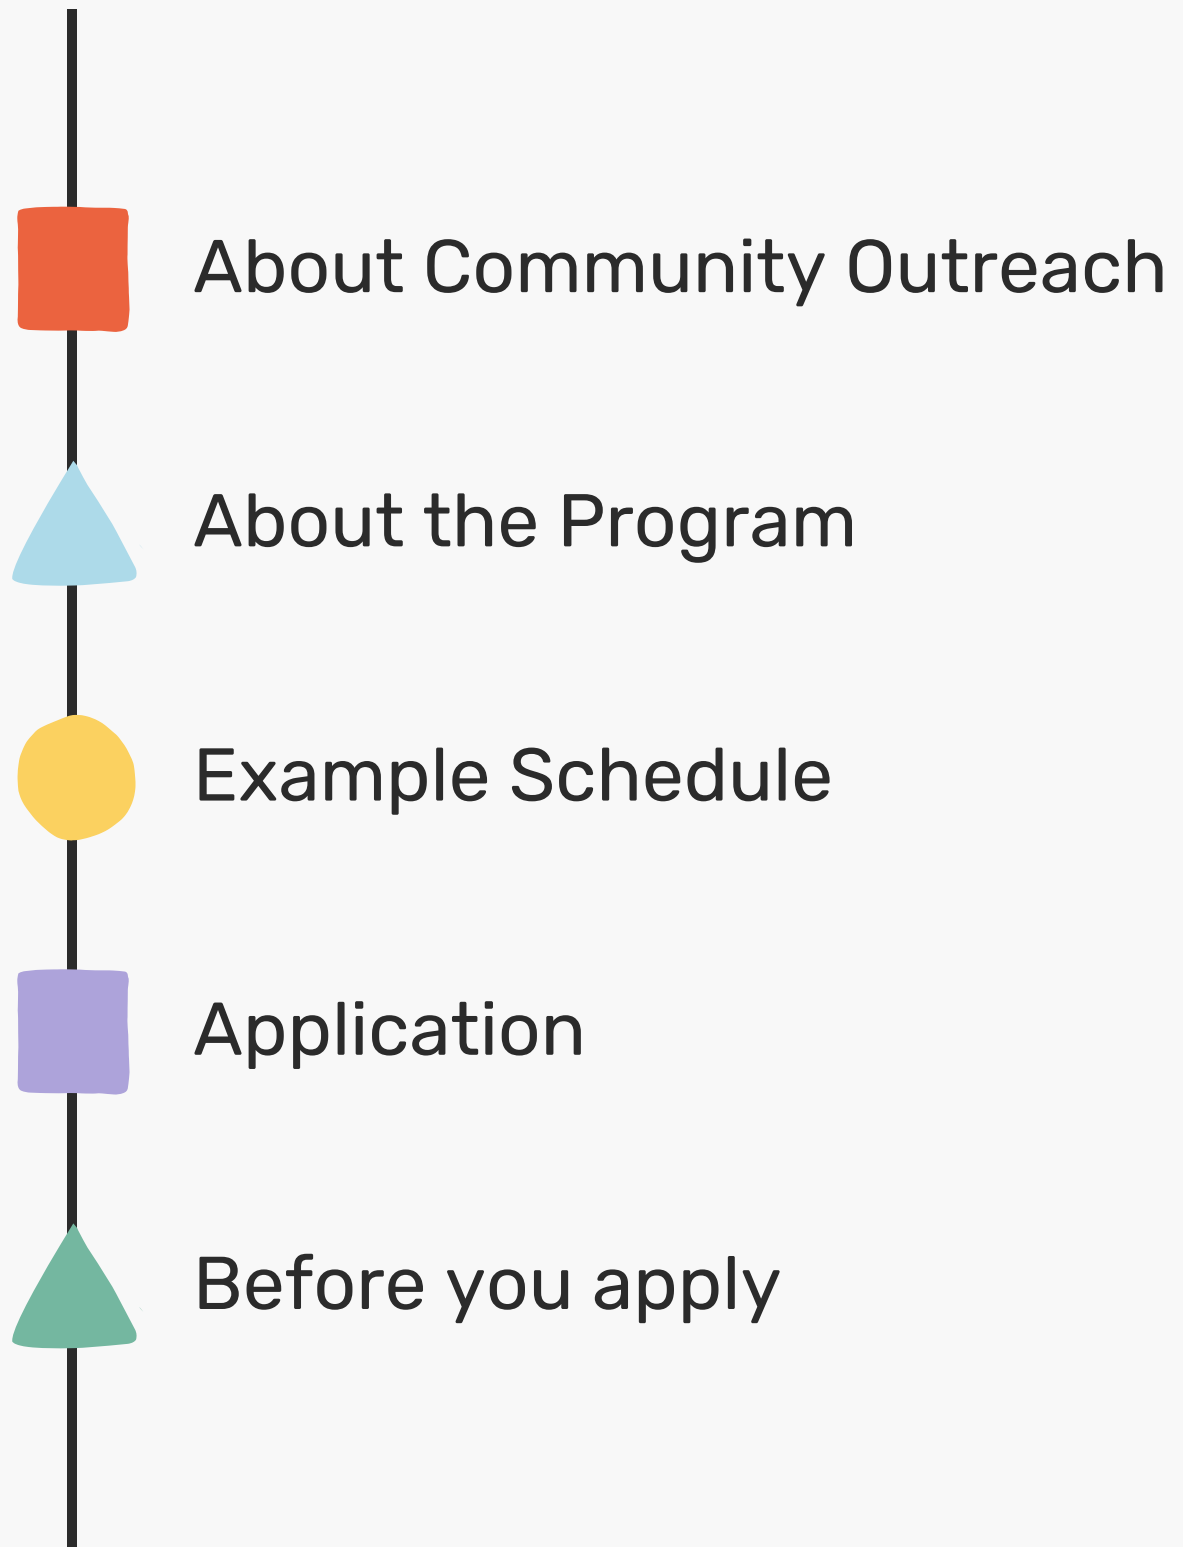 About Community Outreach
About the Program
Example Schedule
Application
Before you apply